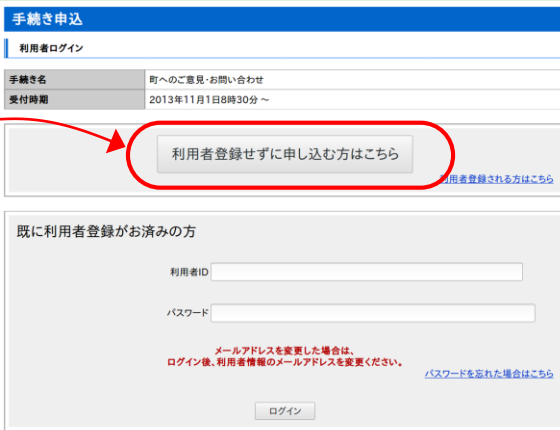 手続き申込
利用者ログイン
手続き名 町へのご意見・お問い合わせ
受付時期 2013年11月1日8時30分 ～
利用者登録せずに申し込む方はこちら
利用者登録される方はこちら
既に利用者登録がお済みの方
利用者ID
パスワード
メールアドレスを変更した場合は、
ログイン後、利用者情報のメールアドレスを変更ください。
パスワードを忘れた場合はこちら
ログイン